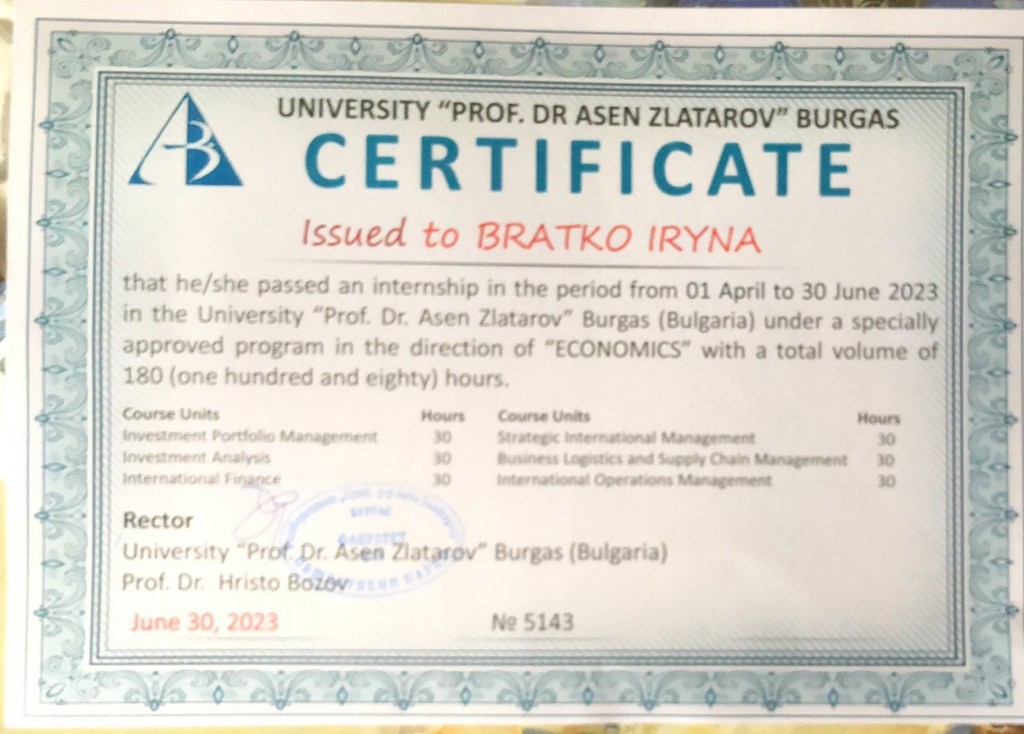 UNIVERSITY “PROF. DR ASEN ZLATAROV” BURGAS
CERTIFICATE
Issued to BRATKO IRYNA
that he/she passed an internship in the period from 01 April to 30 June 2023
in the University “Prof. Dr. Asen Zlatarov” Burgas (Bulgaria) under a specially
approved program in the direction of “ECONOMICS” with a total volume of
180 (one hundred and eighty) hours.
Course Units Hours Course Units Hours
Investment Portfolio Management 30 Strategic International Management 30
Investment Analysis 30 Business Logistics and Supply Chain Management 30
International Finance 30 International Operations Management 30
Rector
University “Prof. Dr. Asen Zlatarov” Burgas (Bulgaria)
Prof. Dr. Hristo Bozov
June 30, 2023 № 5143